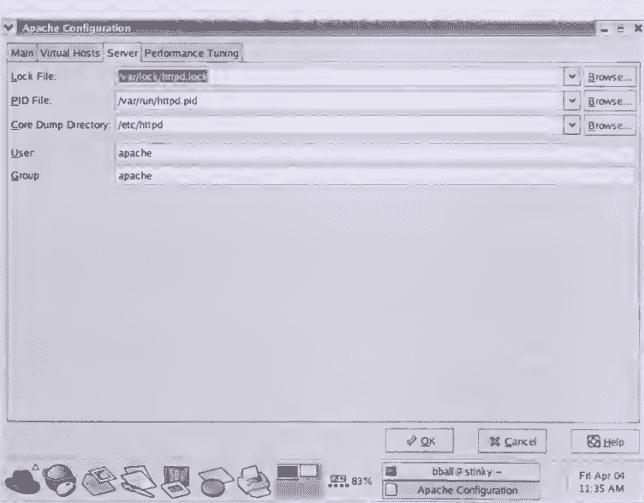 Apache Configuration
Main Virtual Hosts Server Performance Tuning
Lock File: /var/lock/httpd.lock Browse...
PID File: /var/run/httpd.pid Browse...
Core Dump Directory: /etc/httpd Browse...
User: apache
Group: apache
OK Cancel Help
83%
bball@stinky:~
Apache Configuration
Fri Apr 04
11:35 AM